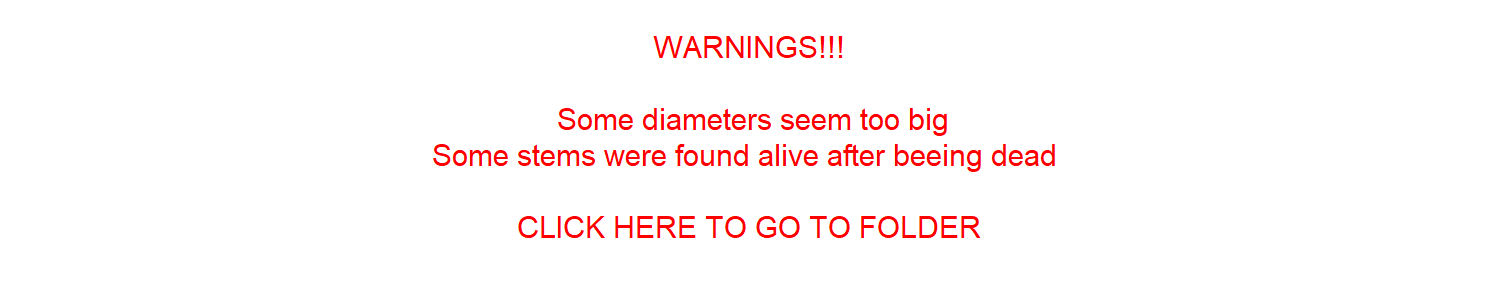 WARNINGS!!!
Some diameters seem too big
Some stems were found alive after beeing dead
CLICK HERE TO GO TO FOLDER